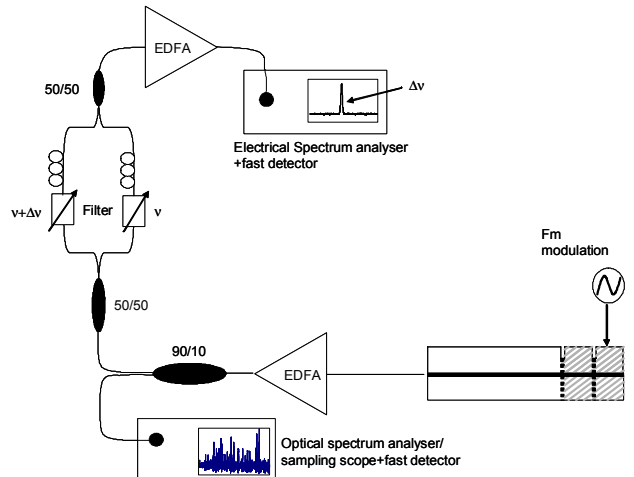 EDFA
50/50
Δν
Electrical Spectrum analyser
+fast detector
ν+Δν
Filter
ν
Fm
modulation
50/50
90/10
EDFA
Optical spectrum analyser/
sampling scope+fast detector